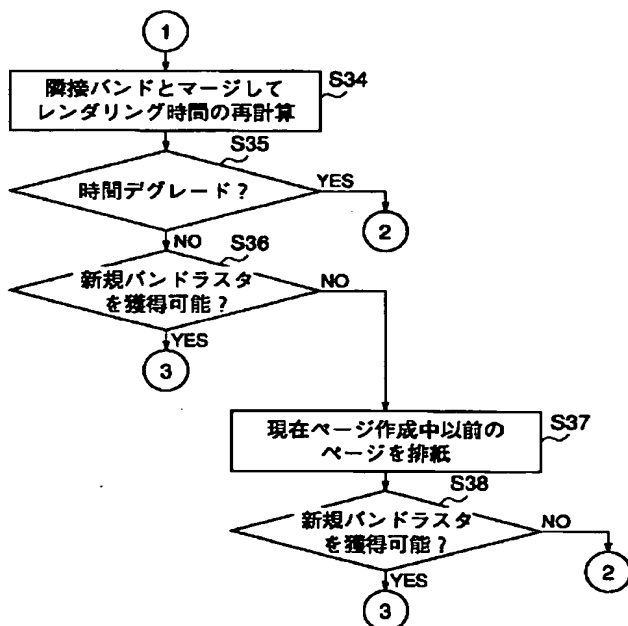 1
S34
隣接バンドとマージして
レンダリング時間の再計算
S35
時間デグレード？
YES
2
NO
S36
新規バンドラスタ
を獲得可能？
NO
YES
3
S37
現在ページ作成中以前の
ページを排紙
S38
新規バンドラスタ
を獲得可能？
NO
2
YES
3